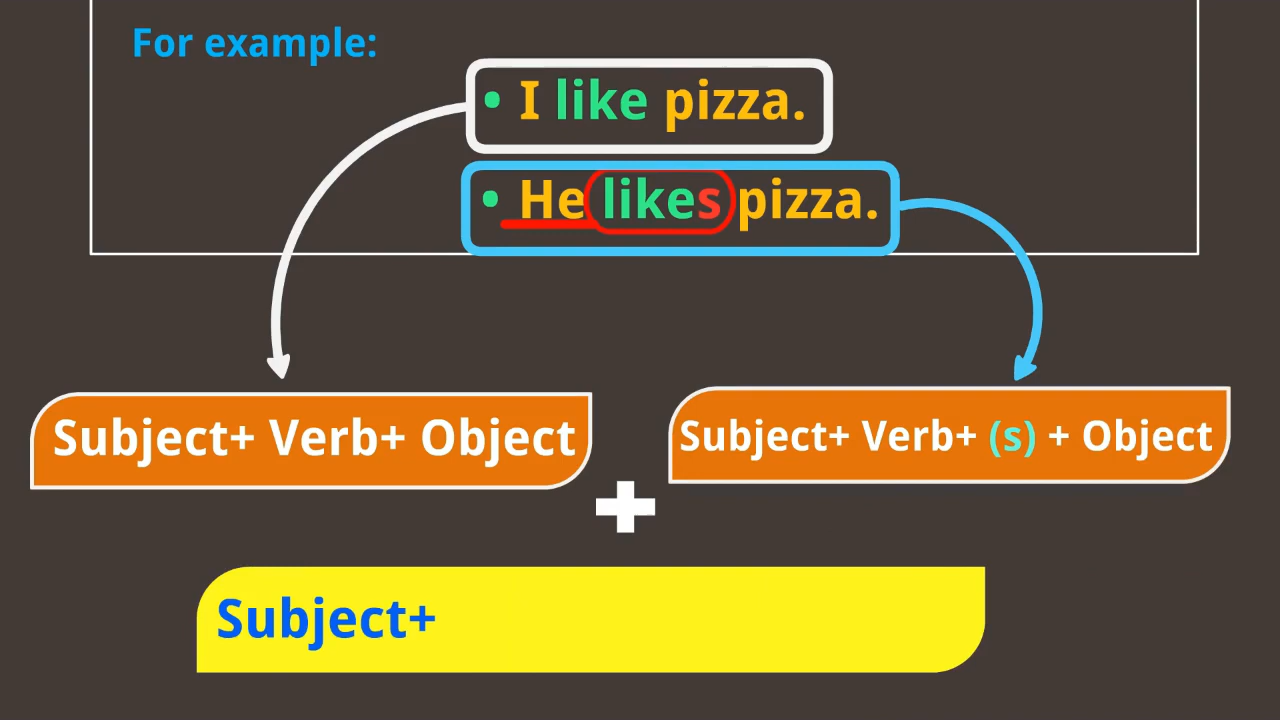 For example:
• I like pizza.
• He likes pizza.
Subject+ Verb+ Object
Subject+ Verb+ (s) + Object
+
Subject+